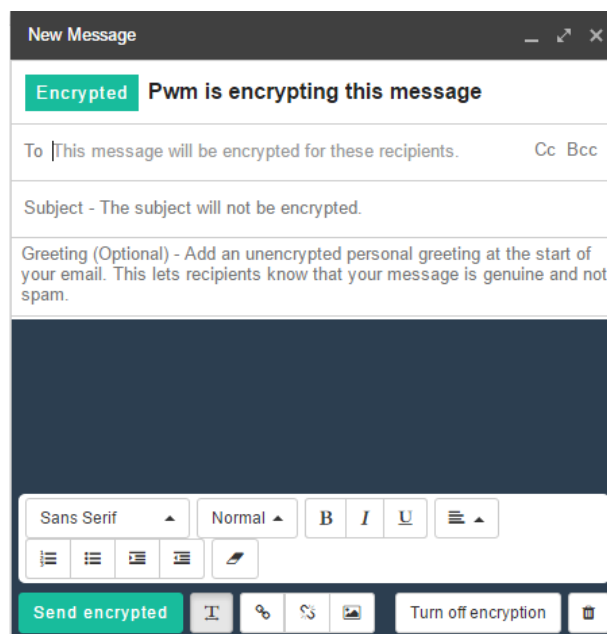 New Message
Encrypted Pwm is encrypting this message
To This message will be encrypted for these recipients. Cc Bcc
Subject - The subject will not be encrypted.
Greeting (Optional) - Add an unencrypted personal greeting at the start of
your email. This lets recipients know that your message is genuine and not
spam.
Sans Serif Normal B I U
Send encrypted T Turn off encryption